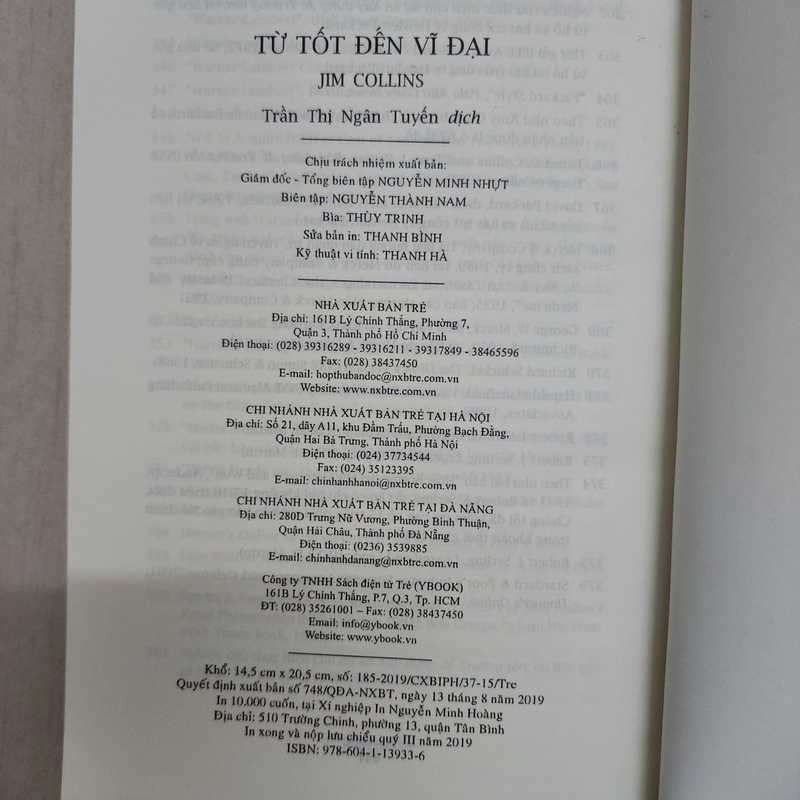 TỪ TỐT ĐẾN VĨ ĐẠI
JIM COLLINS
Trần Thị Ngân Tuyến dịch
Chịu trách nhiệm xuất bản:
Giám đốc - Tổng biên tập NGUYỄN MINH NHỰT
Biên tập: NGUYỄN THÀNH NAM
Bìa: THÙY TRINH
Sửa bản in: THANH BÌNH
Kỹ thuật vi tính: THANH HÀ
NHÀ XUẤT BẢN TRẺ
Địa chỉ: 161B Lý Chính Thắng, Phường 7,
Quận 3, Thành phố Hồ Chí Minh
Điện thoại: (028) 39316289 - 39316211 - 39317849 - 38465596
Fax: (028) 38437450
E-mail: hopthubandoc@nxbtre.com.vn
Website: www.nxbtre.com.vn
CHI NHÁNH NHÀ XUẤT BẢN TRẺ TẠI HÀ NỘI
Địa chỉ: Số 21, dãy A11, khu Đầm Trấu, Phường Bạch Đằng,
Quận Hai Bà Trưng, Thành phố Hà Nội
Điện thoại: (024) 37734544
Fax: (024) 35123395
E-mail: chinhanhhanoi@nxbtre.com.vn
CHI NHÁNH NHÀ XUẤT BẢN TRẺ TẠI ĐÀ NẴNG
Địa chỉ: 280D Trưng Nữ Vương, Phường Bình Thuận,
Quận Hải Châu, Thành phố Đà Nẵng
Điện thoại: (0236) 3539885
E-mail: chinhanhdanang@nxbtre.com.vn
Công ty TNHH Sách điện tử Trẻ (YBOOK)
161B Lý Chính Thắng, P.7, Q.3, Tp. HCM
ĐT: (028) 35261001 – Fax: (028) 38437450
Email: info@ybook.vn
Website: www.ybook.vn
Khổ: 14,5 cm x 20,5 cm, số: 185-2019/CXBIPH/37-15/Tre
Quyết định xuất bản số 748/QĐA-NXBT, ngày 13 tháng 8 năm 2019
In 10.000 cuốn, tại Xí nghiệp In Nguyễn Minh Hoàng
Địa chỉ: 510 Trường Chinh, phường 13, quận Tân Bình
In xong và nộp lưu chiểu quý III năm 2019
ISBN: 978-604-1-13933-6